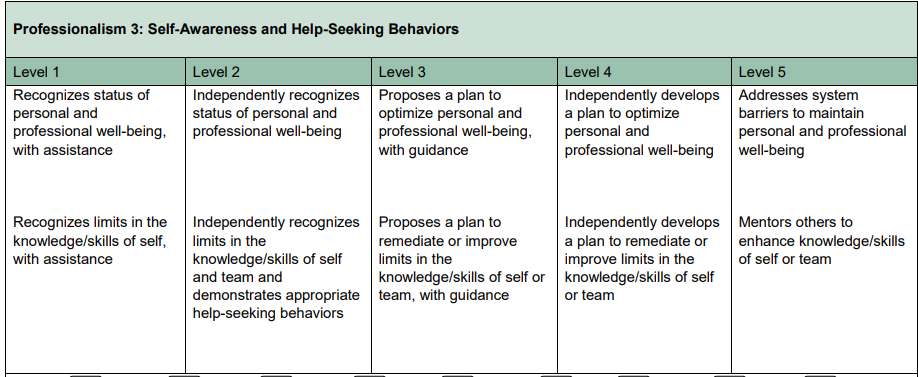 Professionalism 3: Self-Awareness and Help-Seeking Behaviors
Level 1
Level 2
Level 3
Level 4
Level 5
Recognizes status of
personal and
professional well-being,
with assistance
Independently recognizes
status of personal and
professional well-being
Proposes a plan to
optimize personal and
professional well-being,
with guidance
Independently develops
a plan to optimize
personal and
professional well-being
Addresses system
barriers to maintain
personal and professional
well-being
Recognizes limits in the
knowledge/skills of self,
with assistance
Independently recognizes
limits in the
knowledge/skills of self
and team and
demonstrates appropriate
help-seeking behaviors
Proposes a plan to
remediate or improve
limits in the
knowledge/skills of self or
team, with guidance
Independently develops
a plan to remediate or
improve limits in the
knowledge/skills of self
or team
Mentors others to
enhance knowledge/skills
of self or team